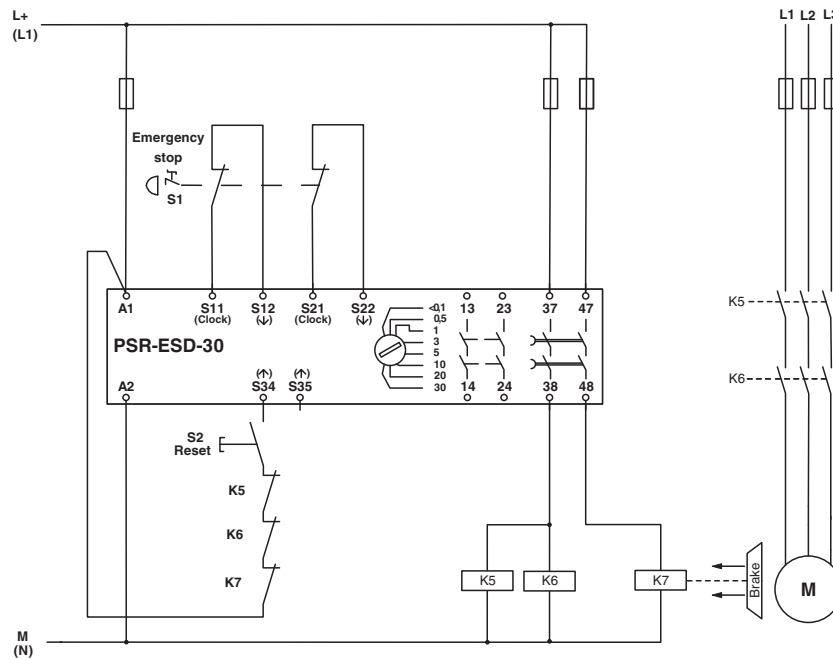 L+
(L1)
L1 L2 L3
Emergency
stop
S1
A1
S11
(Clock)
S12
(↓)
S21
(Clock)
S22
(↓)
<0,1
0,5
1
3
5
10
20
30
13
23
37
47
PSR-ESD-30
A2
(↑)
S34
(↑)
S35
14
24
38
48
K5
K6
S2
Reset
K5
K6
K7
K5
K6
K7
Brake
M
M
(N)